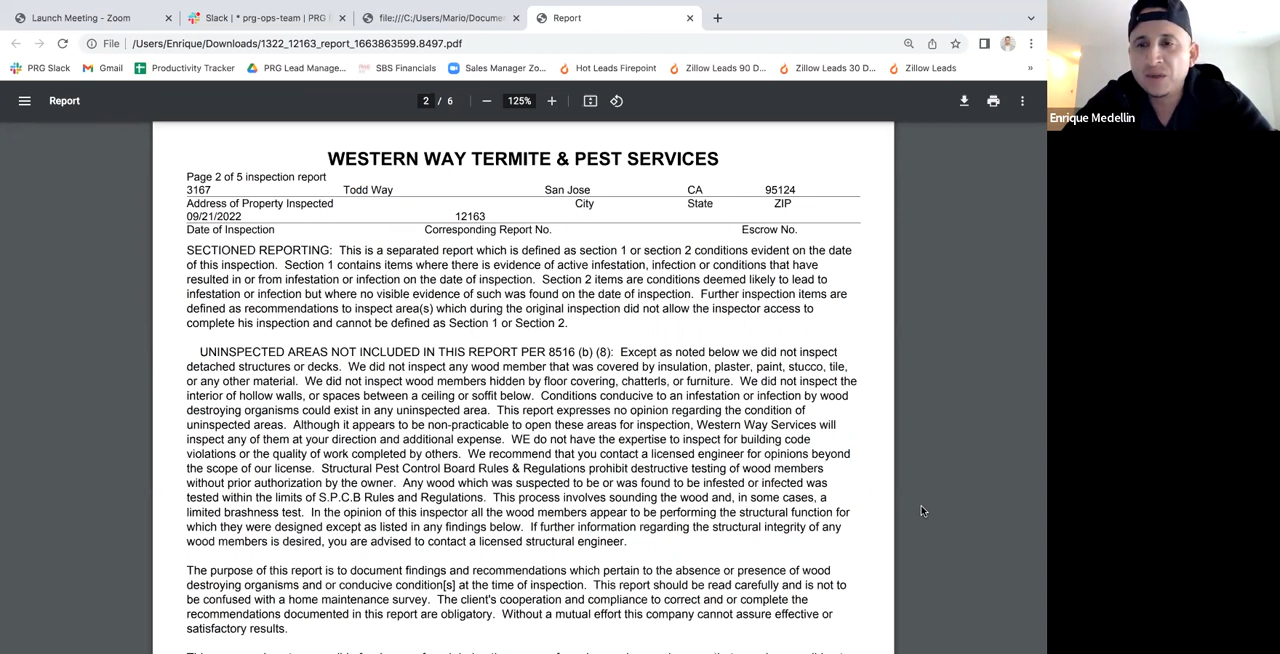 Launch Meeting - Zoom
Slack | * prg-ops-team | PRG
file:///C:/Users/Mario/Docume
Report
File
/Users/Enrique/Downloads/1322_12163_report_1663863599.8497.pdf
PRG Slack
Gmail
Productivity Tracker
PRG Lead Manage...
SBS Financials
Sales Manager Zo...
Hot Leads Firepoint
Zillow Leads 90 D...
Zillow Leads 30 D...
Zillow Leads
»
Report
2 / 6
125%
Enrique Medellin
WESTERN WAY TERMITE & PEST SERVICES
Page 2 of 5 inspection report
3167 Todd Way San Jose CA 95124
Address of Property Inspected City State ZIP
09/21/2022 12163
Date of Inspection Corresponding Report No. Escrow No.
SECTIONED REPORTING: This is a separated report which is defined as section 1 or section 2 conditions evident on the date
of this inspection. Section 1 contains items where there is evidence of active infestation, infection or conditions that have
resulted in or from infestation or infection on the date of inspection. Section 2 items are conditions deemed likely to lead to
infestation or infection but where no visible evidence of such was found on the date of inspection. Further inspection items are
defined as recommendations to inspect area(s) which during the original inspection did not allow the inspector access to
complete his inspection and cannot be defined as Section 1 or Section 2.
UNINSPECTED AREAS NOT INCLUDED IN THIS REPORT PER 8516 (b) (8): Except as noted below we did not inspect
detached structures or decks. We did not inspect any wood member that was covered by insulation, plaster, paint, stucco, tile,
or any other material. We did not inspect wood members hidden by floor covering, chatterls, or furniture. We did not inspect the
interior of hollow walls, or spaces between a ceiling or soffit below. Conditions conducive to an infestation or infection by wood
destroying organisms could exist in any uninspected area. This report expresses no opinion regarding the condition of
uninspected areas. Although it appears to be non-practicable to open these areas for inspection, Western Way Services will
inspect any of them at your direction and additional expense. WE do not have the expertise to inspect for building code
violations or the quality of work completed by others. We recommend that you contact a licensed engineer for opinions beyond
the scope of our license. Structural Pest Control Board Rules & Regulations prohibit destructive testing of wood members
without prior authorization by the owner. Any wood which was suspected to be or was found to be infested or infected was
tested within the limits of S.P.C.B Rules and Regulations. This process involves sounding the wood and, in some cases, a
limited brashness test. In the opinion of this inspector all the wood members appear to be performing the structural function for
which they were designed except as listed in any findings below. If further information regarding the structural integrity of any
wood members is desired, you are advised to contact a licensed structural engineer.
The purpose of this report is to document findings and recommendations which pertain to the absence or presence of wood
destroying organisms and or conducive condition[s] at the time of inspection. This report should be read carefully and is not to
be confused with a home maintenance survey. The client's cooperation and compliance to correct and or complete the
recommendations documented in this report are obligatory. Without a mutual effort this company cannot assure effective or
satisfactory results.